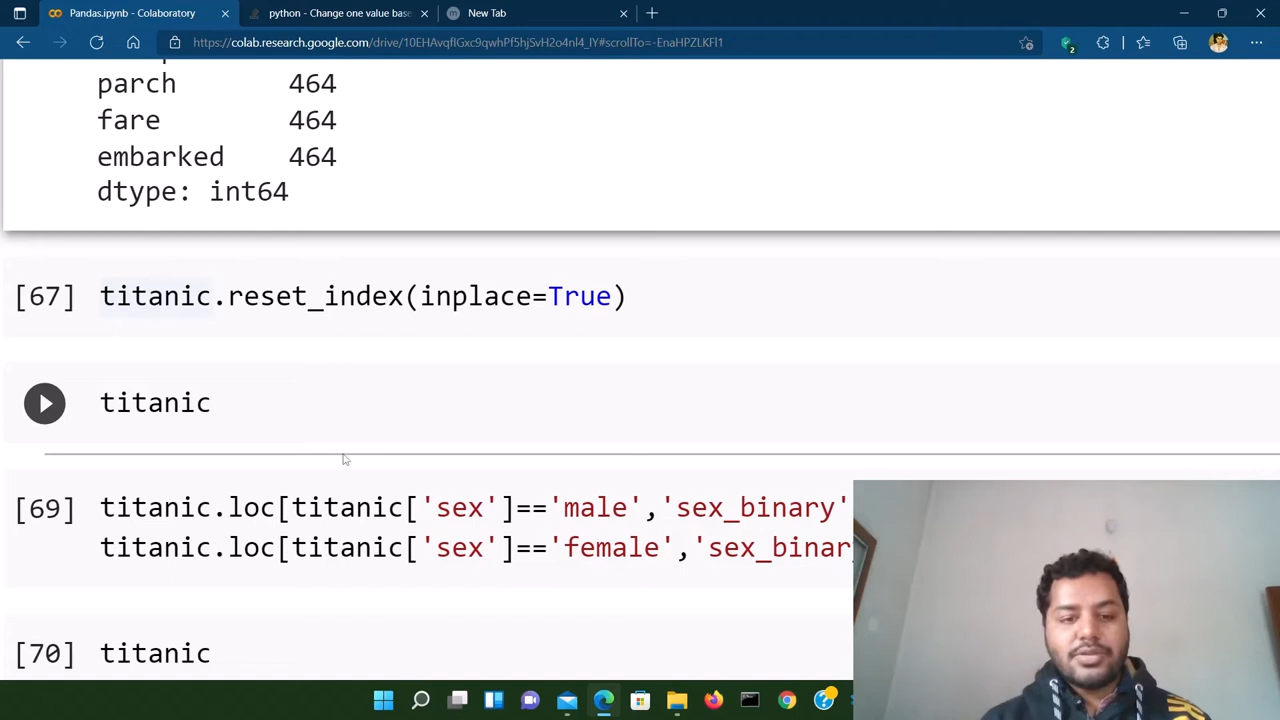 Pandas.ipynb - Colaboratory
python - Change one value base
New Tab
https://colab.research.google.com/drive/10EHAvqflGxc9qwhPf5hjSvH2o4nl4_lY#scrollTo=-EnaHPZLKFl1
2
parch 464
fare 464
embarked 464
dtype: int64
[67] titanic.reset_index(inplace=True)
titanic
[69] titanic.loc[titanic['sex']=='male','sex_binary'
titanic.loc[titanic['sex']=='female','sex_binar
[70] titanic